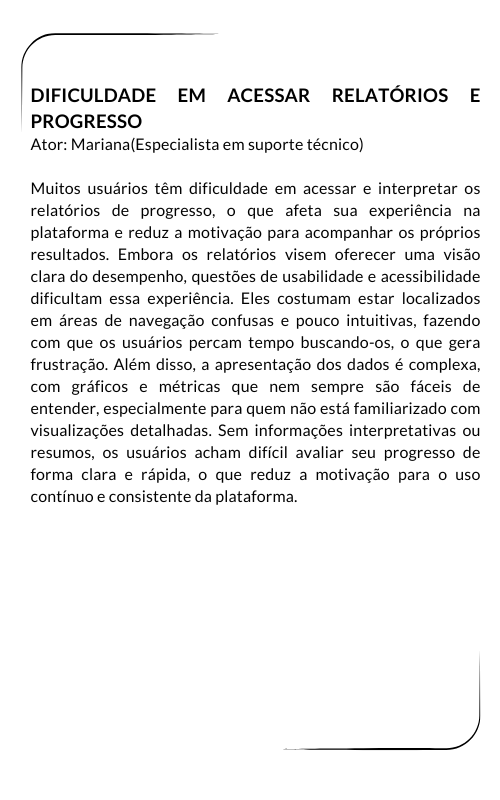 DIFICULDADE EM ACESSAR RELATÓRIOS E
PROGRESSO
Ator: Mariana(Especialista em suporte técnico)
Muitos usuários têm dificuldade em acessar e interpretar os
relatórios de progresso, o que afeta sua experiência na
plataforma e reduz a motivação para acompanhar os próprios
resultados. Embora os relatórios visem oferecer uma visão
clara do desempenho, questões de usabilidade e acessibilidade
dificultam essa experiência. Eles costumam estar localizados
em áreas de navegação confusas e pouco intuitivas, fazendo
com que os usuários percam tempo buscando-os, o que gera
frustração. Além disso, a apresentação dos dados é complexa,
com gráficos e métricas que nem sempre são fáceis de
entender, especialmente para quem não está familiarizado com
visualizações detalhadas. Sem informações interpretativas ou
resumos, os usuários acham difícil avaliar seu progresso de
forma clara e rápida, o que reduz a motivação para o uso
contínuo e consistente da plataforma.